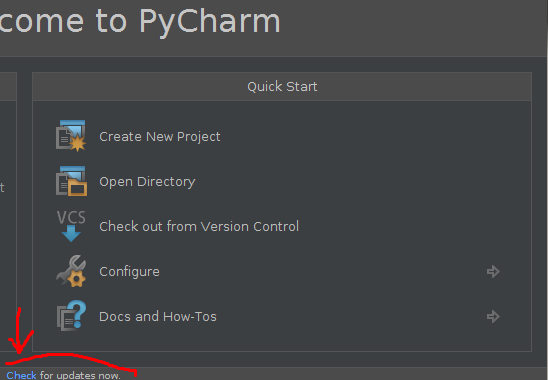 come to PyCharm
Quick Start
Create New Project
Open Directory
t
VCS
Check out from Version Control
Configure
?
Docs and How-Tos
Check for updates now.